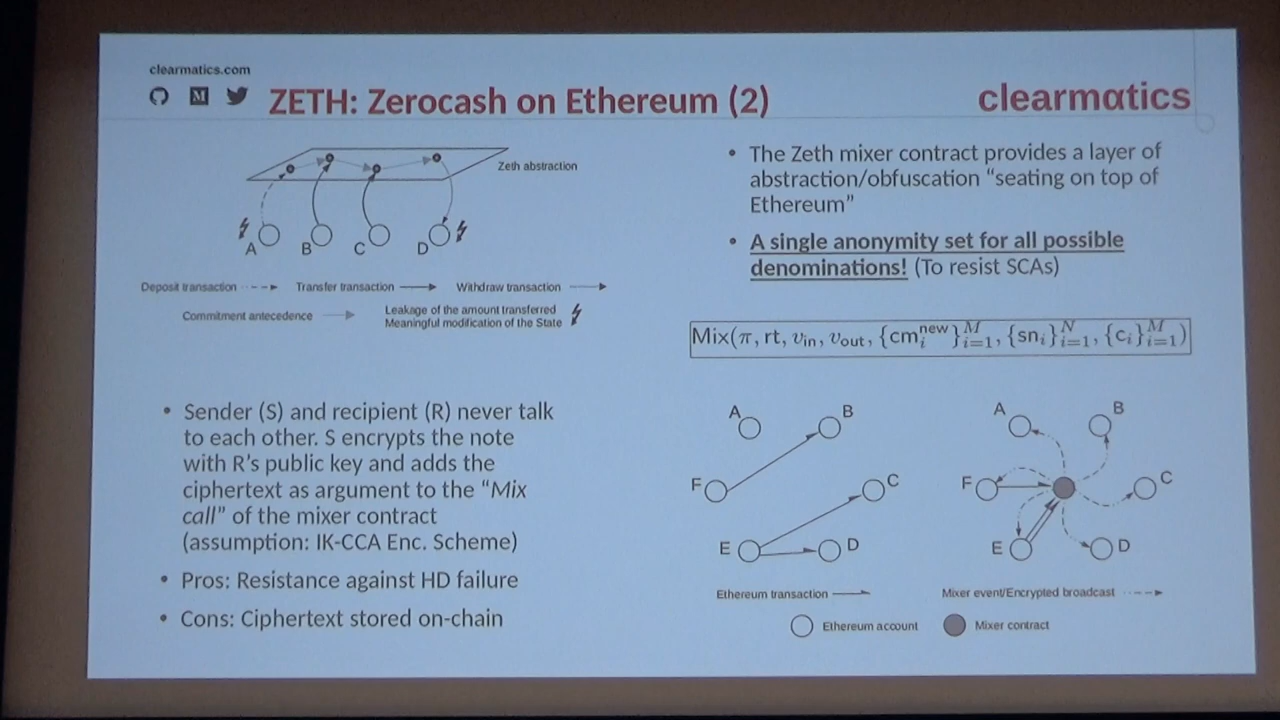 clearmatics.com
ZETH: Zerocash on Ethereum (2)
clearmatics
Zeth abstraction
A
B
C
D
Deposit transaction
Transfer transaction
Withdraw transaction
Commitment antecedence
Leakage of the amount transferred
Meaningful modification of the State
• Sender (S) and recipient (R) never talk
to each other. S encrypts the note
with R's public key and adds the
ciphertext as argument to the "Mix
call" of the mixer contract
(assumption: IK-CCA Enc. Scheme)
• Pros: Resistance against HD failure
• Cons: Ciphertext stored on-chain
• The Zeth mixer contract provides a layer of
abstraction/obfuscation "seating on top of
Ethereum"
• A single anonymity set for all possible
denominations! (To resist SCAs)
Mix(π, rt, v_in, v_out, {cm_i^new}_{i=1}^M, {sn_i}_{i=1}^N, {c_i}_{i=1}^M)
A
B
F
C
E
D
A
B
F
C
E
D
Ethereum transaction
Mixer event/Encrypted broadcast
Ethereum account
Mixer contract